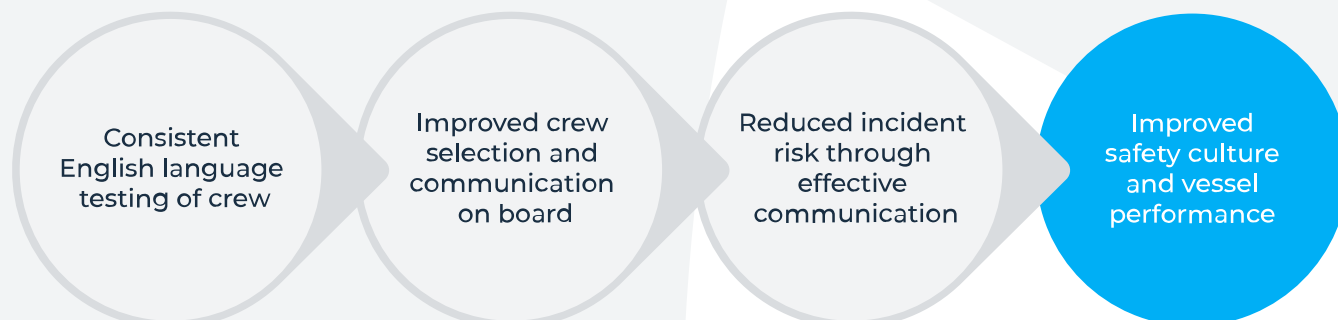 Consistent
English language
testing of crew
Improved crew
selection and
communication
on board
Reduced incident
risk through
effective
communication
Improved
safety culture
and vessel
performance